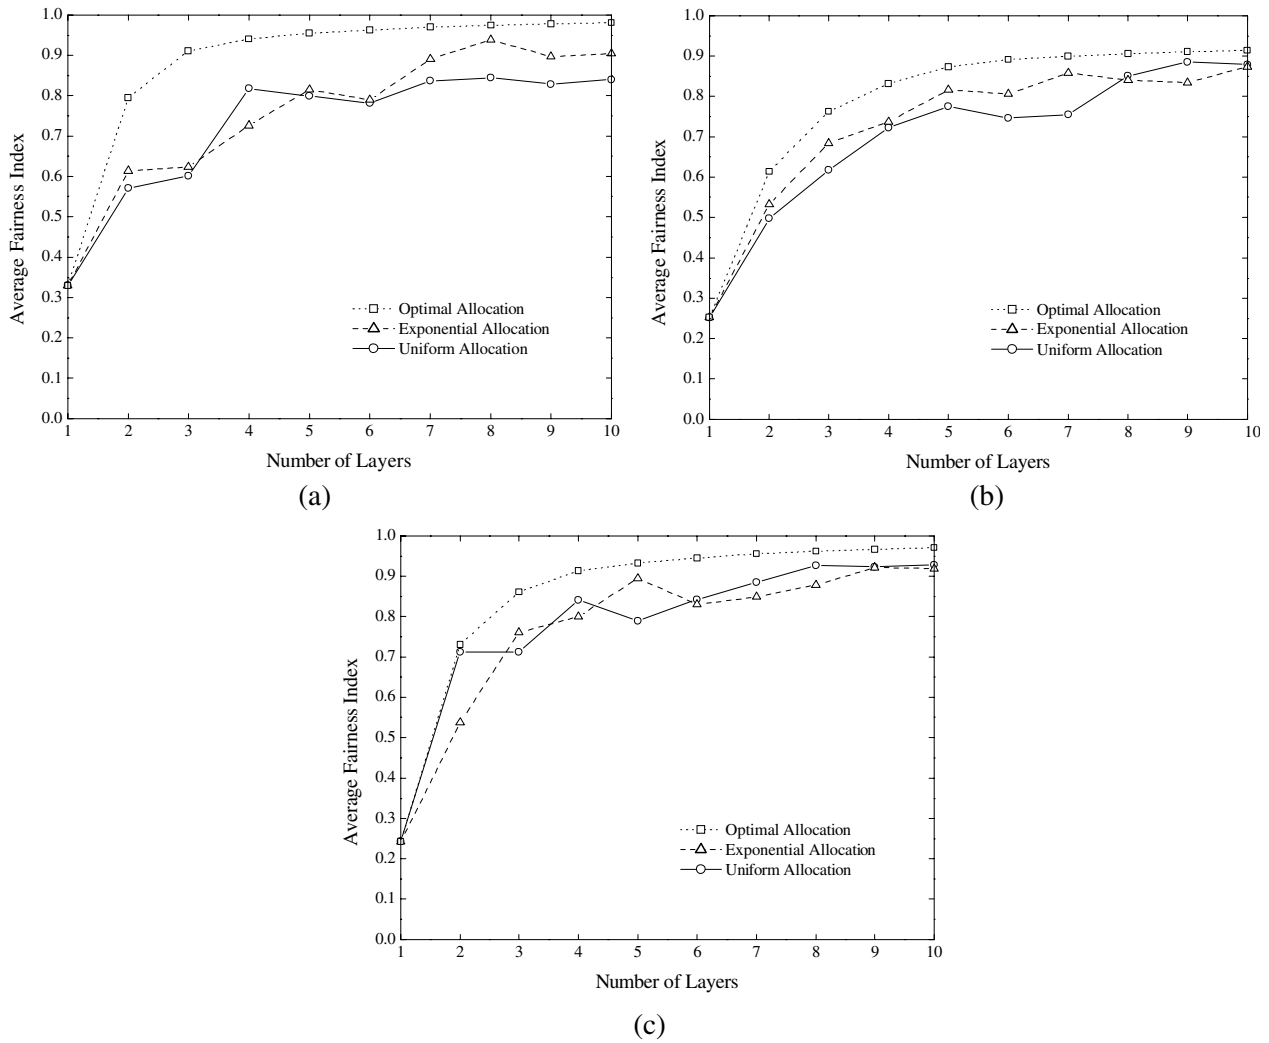 1.0
0.9
0.8
0.7
0.6
0.5
0.4
0.3
0.2
0.1
0.0
Average Fairness Index
Optimal Allocation
Exponential Allocation
Uniform Allocation
1 2 3 4 5 6 7 8 9 10
Number of Layers
(a)
1.0
0.9
0.8
0.7
0.6
0.5
0.4
0.3
0.2
0.1
0.0
Average Fairness Index
Optimal Allocation
Exponential Allocation
Uniform Allocation
1 2 3 4 5 6 7 8 9 10
Number of Layers
(b)
1.0
0.9
0.8
0.7
0.6
0.5
0.4
0.3
0.2
0.1
0.0
Average Fairness Index
Optimal Allocation
Exponential Allocation
Uniform Allocation
1 2 3 4 5 6 7 8 9 10
Number of Layers
(c)